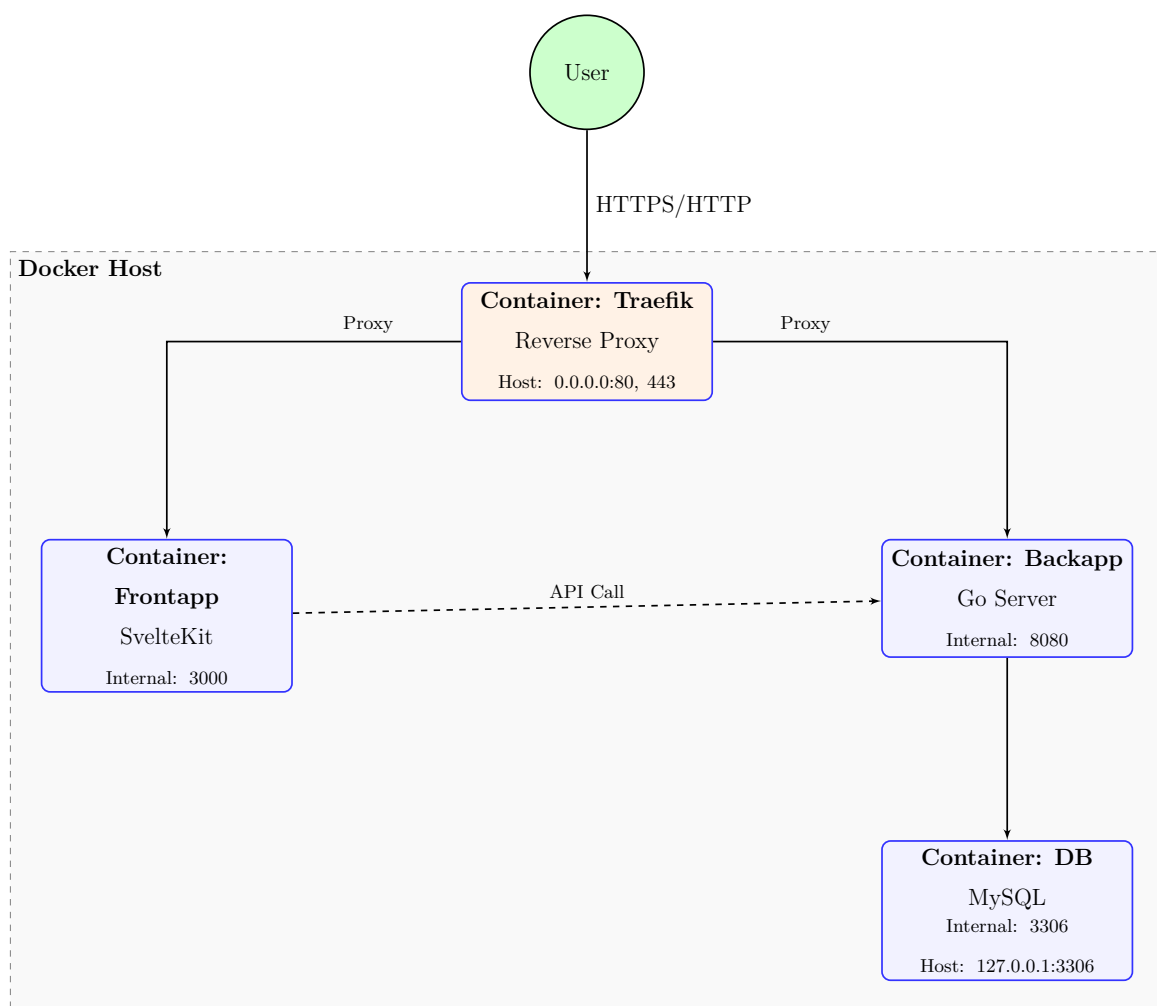 User
HTTPS/HTTP
Docker Host
Container: Traefik
Reverse Proxy
Host: 0.0.0.0:80, 443
Proxy
Proxy
Container:
Frontapp
SvelteKit
Internal: 3000
API Call
Container: Backapp
Go Server
Internal: 8080
Container: DB
MySQL
Internal: 3306
Host: 127.0.0.1:3306